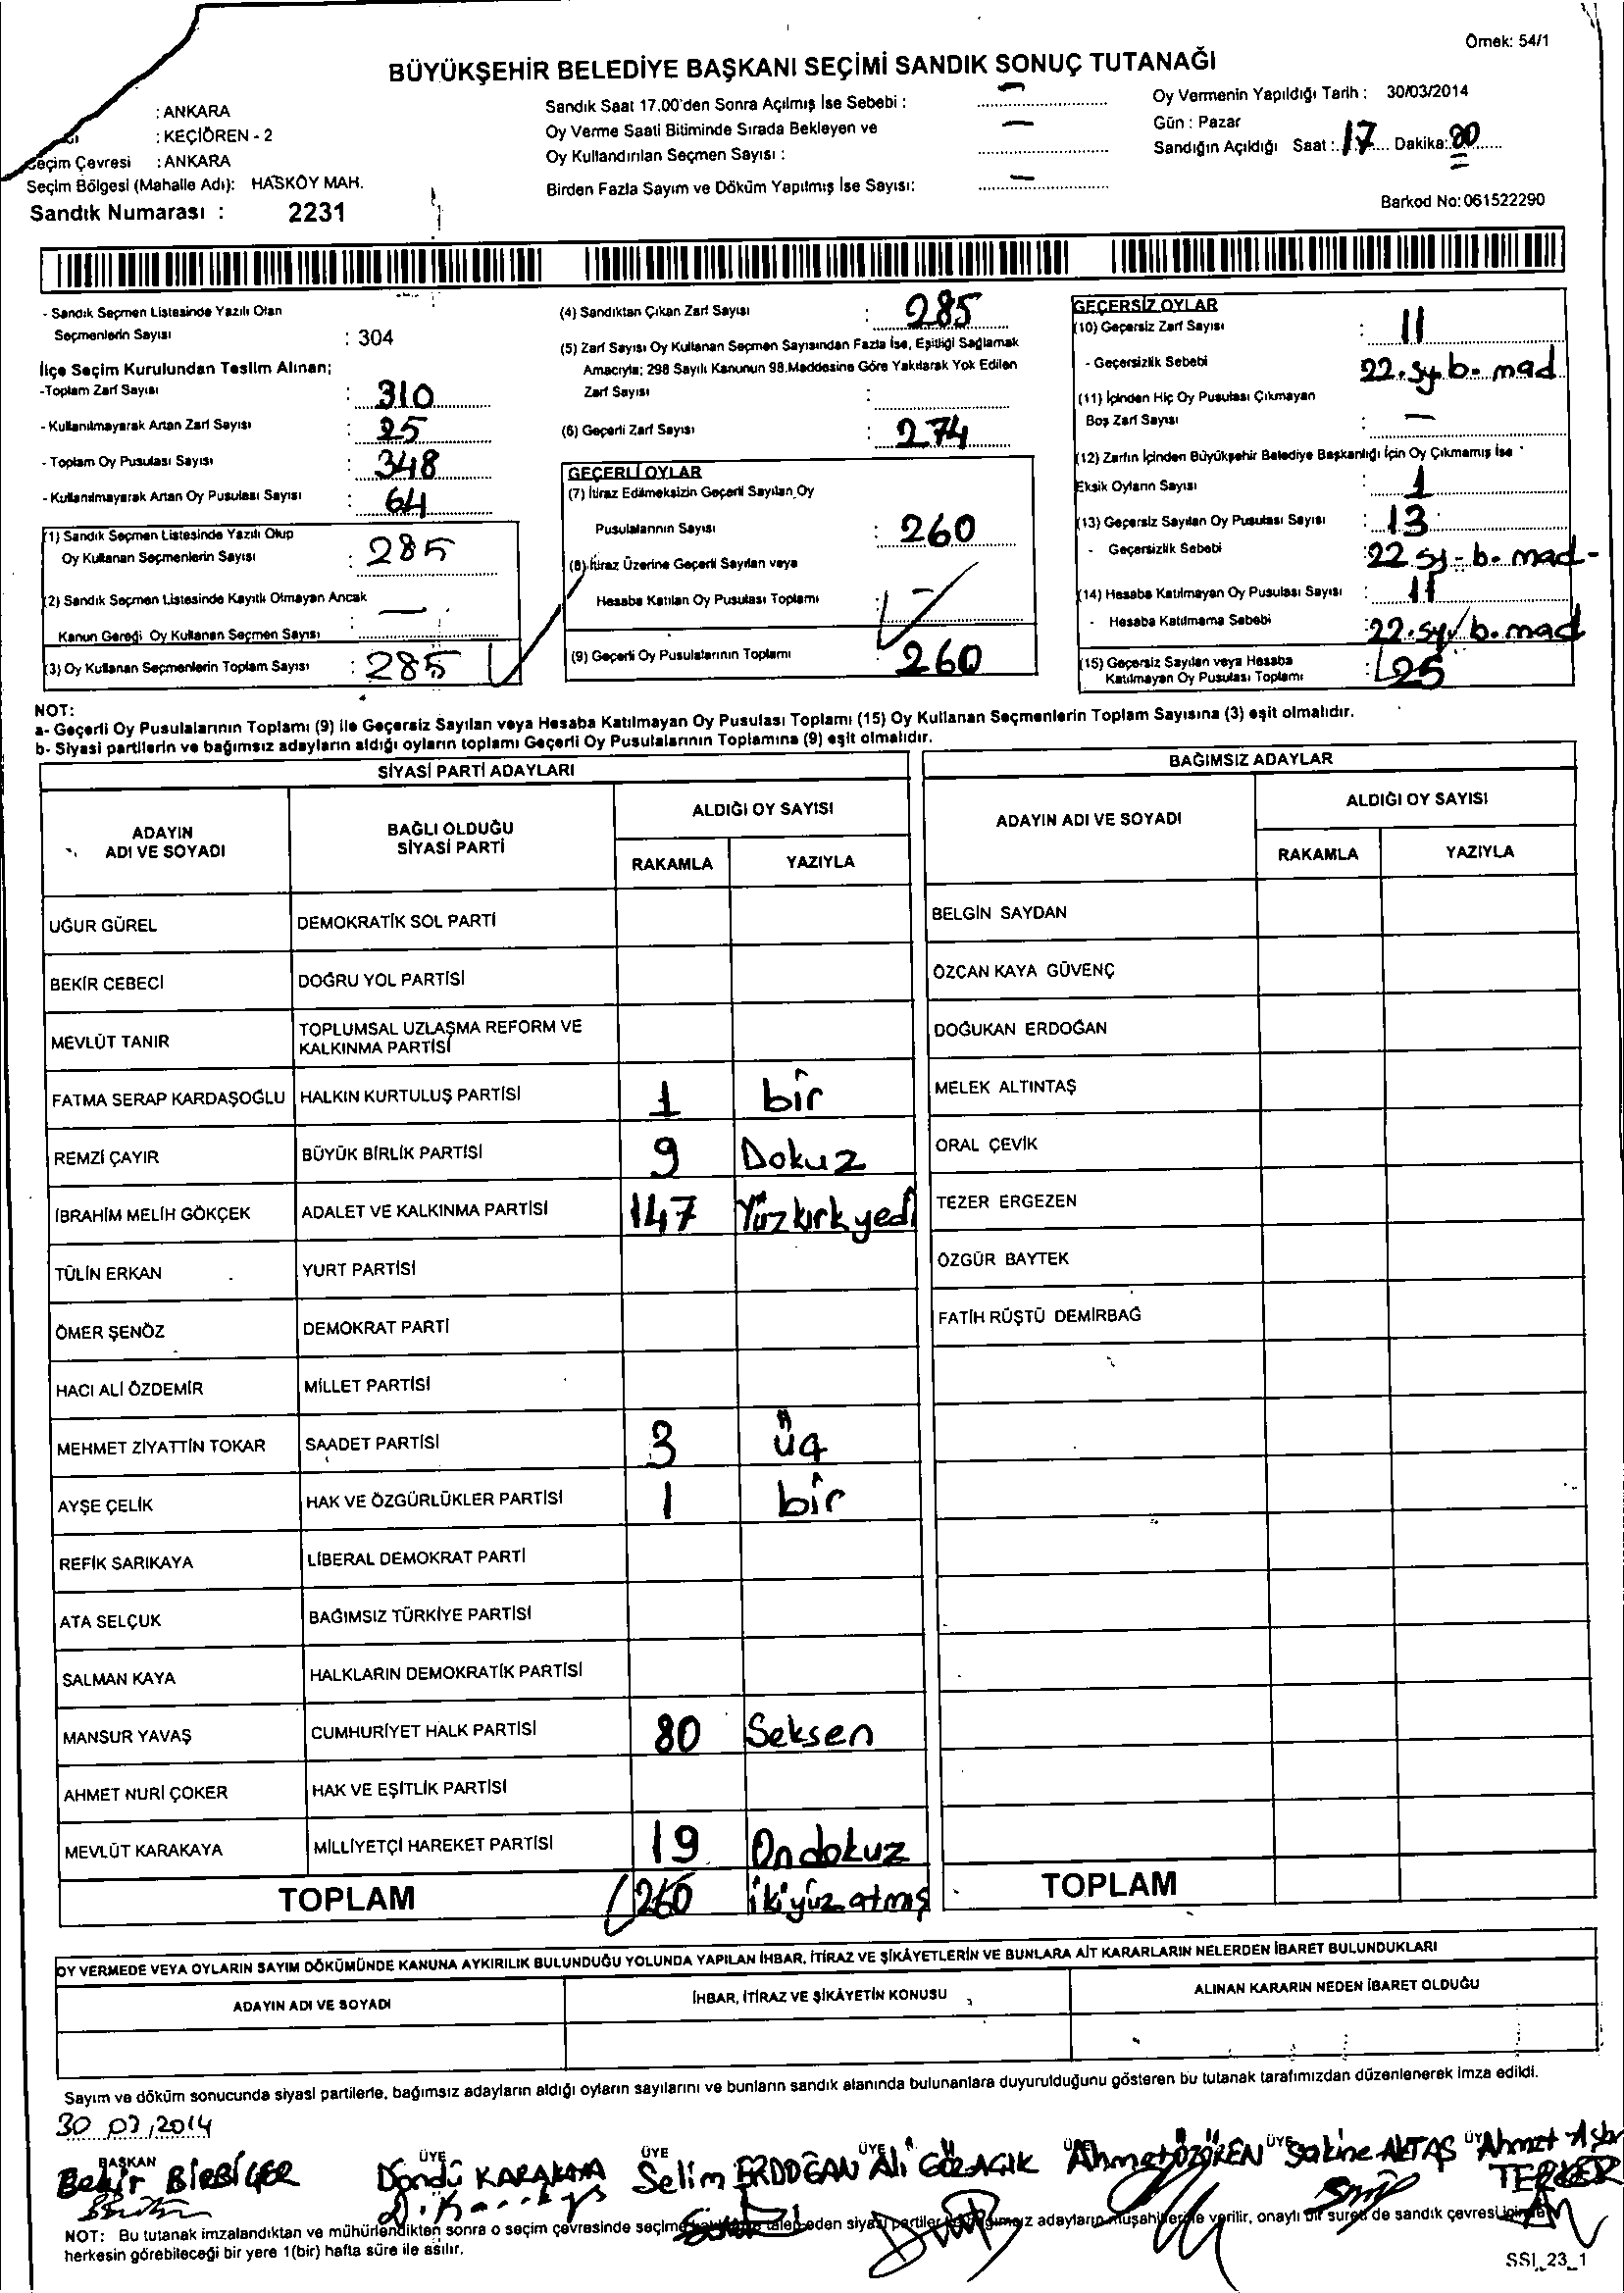 Örnek: 54/1
BÜYÜKŞEHİR BELEDİYE BAŞKANI SEÇİMİ SANDIK SONUÇ TUTANAĞI
: ANKARA
: KEÇİÖREN - 2
Seçim Çevresi : ANKARA
Seçim Bölgesi (Mahalle Adı): HASKÖY MAH.
Sandık Numarası : 2231
Sandık Saat 17.00'den Sonra Açılmış İse Sebebi : —
Oy Verme Saati Bitiminde Sırada Bekleyen ve
Oy Kullandırılan Seçmen Sayısı : —
Birden Fazla Sayım ve Döküm Yapılmış İse Sayısı: —
Oy Vermenin Yapıldığı Tarih : 30/03/2014
Gün : Pazar
Sandığın Açıldığı Saat : 17 Dakika: 00
Barkod No: 061522290
- Sandık Seçmen Listesinde Yazılı Olan
Seçmenlerin Sayısı : 304
İlçe Seçim Kurulundan Teslim Alınan;
-Toplam Zarf Sayısı : 310
- Kullanılmayarak Artan Zarf Sayısı : 25
- Toplam Oy Pusulası Sayısı : 348
- Kullanılmayarak Artan Oy Pusulası Sayısı : 64
(1) Sandık Seçmen Listesinde Yazılı Olup
Oy Kullanan Seçmenlerin Sayısı : 285
(2) Sandık Seçmen Listesinde Kayıtlı Olmayan Ancak
Kanun Gereği Oy Kullanan Seçmen Sayısı : —
(3) Oy Kullanan Seçmenlerin Toplam Sayısı : 285
(4) Sandıktan Çıkan Zarf Sayısı : 285
(5) Zarf Sayısı Oy Kullanan Seçmen Sayısından Fazla İse, Eşitliği Sağlamak
Amacıyla; 298 Sayılı Kanunun 98.Maddesine Göre Yakılarak Yok Edilen
Zarf Sayısı :
(6) Geçerli Zarf Sayısı : 274
GEÇERLİ OYLAR
(7) İtiraz Edilmeksizin Geçerli Sayılan Oy
Pusulalarının Sayısı : 260
(8) İtiraz Üzerine Geçerli Sayılan veya
Hesaba Katılan Oy Pusulası Toplamı : —
(9) Geçerli Oy Pusulalarının Toplamı : 260
GEÇERSİZ OYLAR
(10) Geçersiz Zarf Sayısı : 11
- Geçersizlik Sebebi 22.sy.b. mad
(11) İçinden Hiç Oy Pusulası Çıkmayan
Boş Zarf Sayısı : —
(12) Zarfın İçinden Büyükşehir Belediye Başkanlığı İçin Oy Çıkmamış İse
Eksik Oyların Sayısı : 1
(13) Geçersiz Sayılan Oy Pusulası Sayısı : 13
- Geçersizlik Sebebi : 22 sy - b. mad-
(14) Hesaba Katılmayan Oy Pusulası Sayısı : 11
- Hesaba Katılmama Sebebi : 22.sy. b.mad
(15) Geçersiz Sayılan veya Hesaba
Katılmayan Oy Pusulası Toplamı : 25
NOT:
a- Geçerli Oy Pusulalarının Toplamı (9) ile Geçersiz Sayılan veya Hesaba Katılmayan Oy Pusulası Toplamı (15) Oy Kullanan Seçmenlerin Toplam Sayısına (3) eşit olmalıdır.
b- Siyasi partilerin ve bağımsız adayların aldığı oyların toplamı Geçerli Oy Pusulalarının Toplamına (9) eşit olmalıdır.
SİYASİ PARTİ ADAYLARI
ADAYIN
ADI VE SOYADI
BAĞLI OLDUĞU
SİYASİ PARTİ
ALDIĞI OY SAYISI
RAKAMLA YAZIYLA
UĞUR GÜREL DEMOKRATİK SOL PARTİ
BEKİR CEBECİ DOĞRU YOL PARTİSİ
MEVLÜT TANIR TOPLUMSAL UZLAŞMA REFORM VE
KALKINMA PARTİSİ
FATMA SERAP KARDAŞOĞLU HALKIN KURTULUŞ PARTİSİ 1 bir
REMZİ ÇAYIR BÜYÜK BİRLİK PARTİSİ 9 Dokuz
İBRAHİM MELİH GÖKÇEK ADALET VE KALKINMA PARTİSİ 147 Yüzkırkyedi
TÜLİN ERKAN YURT PARTİSİ
ÖMER ŞENÖZ DEMOKRAT PARTİ
HACI ALİ ÖZDEMİR MİLLET PARTİSİ
MEHMET ZİYATTİN TOKAR SAADET PARTİSİ 3 üç
AYŞE ÇELİK HAK VE ÖZGÜRLÜKLER PARTİSİ 1 bir
REFİK SARIKAYA LİBERAL DEMOKRAT PARTİ
ATA SELÇUK BAĞIMSIZ TÜRKİYE PARTİSİ
SALMAN KAYA HALKLARIN DEMOKRATİK PARTİSİ
MANSUR YAVAŞ CUMHURİYET HALK PARTİSİ 80 Seksen
AHMET NURİ ÇOKER HAK VE EŞİTLİK PARTİSİ
MEVLÜT KARAKAYA MİLLİYETÇİ HAREKET PARTİSİ 19 Ondokuz
TOPLAM 260 ikiyüz atmış
BAĞIMSIZ ADAYLAR
ADAYIN ADI VE SOYADI
ALDIĞI OY SAYISI
RAKAMLA YAZIYLA
BELGİN SAYDAN
ÖZCAN KAYA GÜVENÇ
DOĞUKAN ERDOĞAN
MELEK ALTINTAŞ
ORAL ÇEVİK
TEZER ERGEZEN
ÖZGÜR BAYTEK
FATİH RÜŞTÜ DEMİRBAĞ
TOPLAM
OY VERMEDE VEYA OYLARIN SAYIM DÖKÜMÜNDE KANUNA AYKIRILIK BULUNDUĞU YOLUNDA YAPILAN İHBAR, İTİRAZ VE ŞİKÂYETLERİN VE BUNLARA AİT KARARLARIN NELERDEN İBARET BULUNDUKLARI
ADAYIN ADI VE SOYADI İHBAR, İTİRAZ VE ŞİKÂYETİN KONUSU ALINAN KARARIN NEDEN İBARET OLDUĞU
Sayım ve döküm sonucunda siyasi partilerle, bağımsız adayların aldığı oyların sayılarını ve bunların sandık alanında bulunanlara duyurulduğunu gösteren bu tutanak tarafımızdan düzenlenerek imza edildi.
30 03/2014
BAŞKAN ÜYE ÜYE ÜYE ÜYE ÜYE
Bekir BİRBİÇER Döndü KARAKAYA Selim ERDOĞAN Ali GÖZAÇIK Ahmet ÖZÖREN Sakine AKTAŞ Ahmet
NOT: Bu tutanak imzalandıktan ve mühürlendikten sonra o seçim çevresinde seçime talep eden siyasi partiler bağımsız adayların müşahitlerine verilir, onaylı bir sureti de sandık çevresi içinde
herkesin görebileceği bir yere 1(bir) hafta süre ile asılır.
SSI_23_1